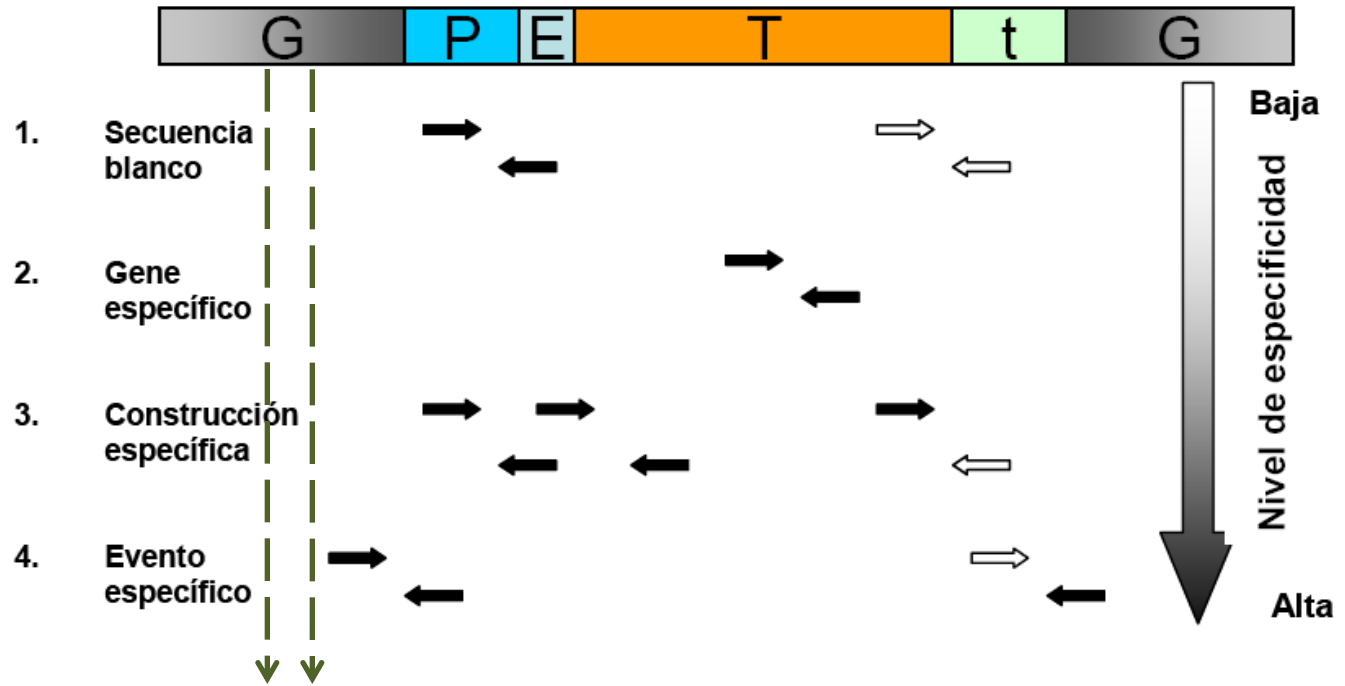 G P E T t G
Baja
1. Secuencia
blanco
2. Gene
específico
3. Construcción
específica
4. Evento
específico
Nivel de especificidad
Alta